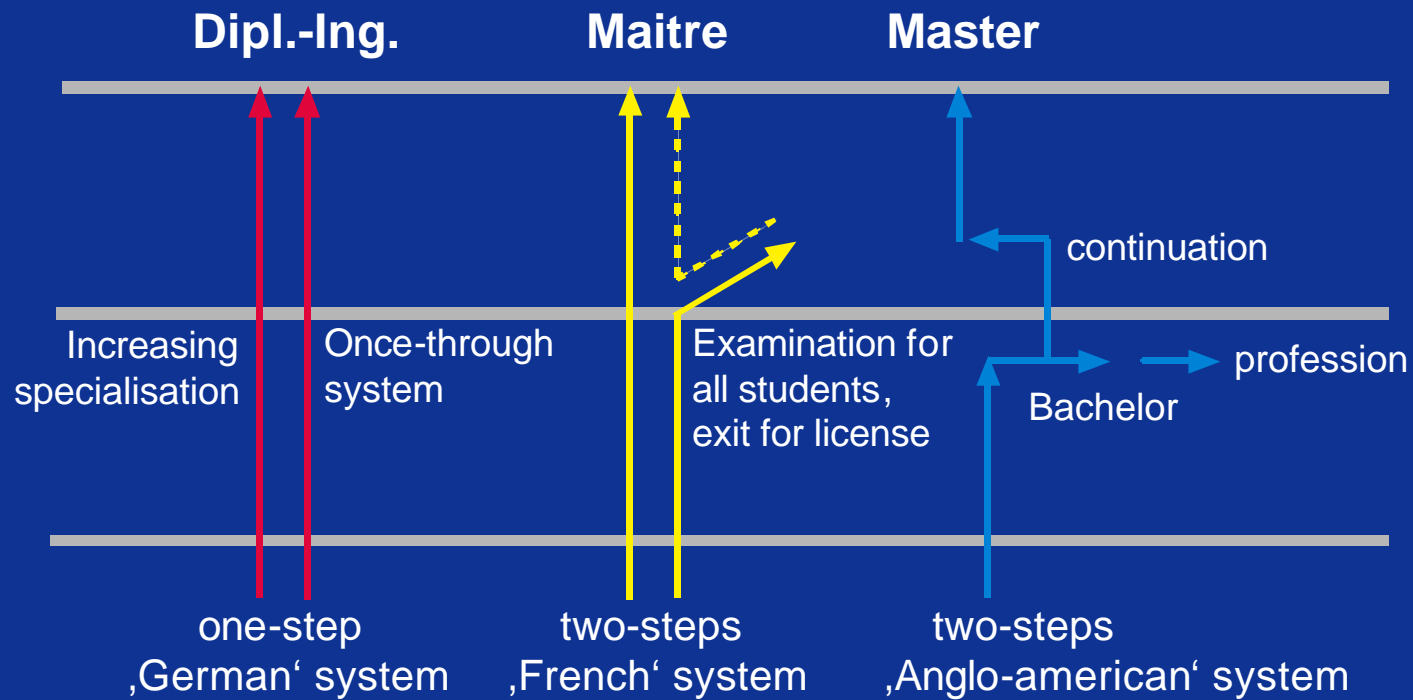 Dipl.-Ing.
Maitre
Master
continuation
Increasing
specialisation
Once-through
system
Examination for
all students,
exit for license
profession
Bachelor
one-step
‚German‘ system
two-steps
‚French‘ system
two-steps
‚Anglo-american‘ system